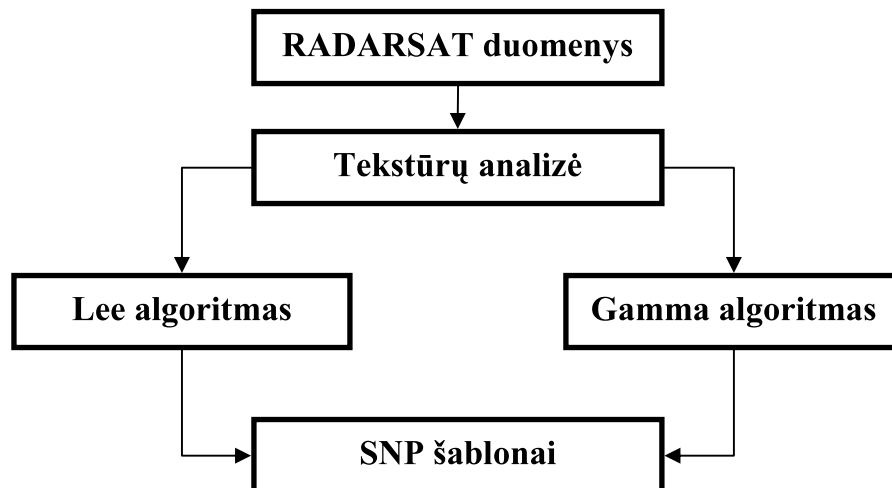 RADARSAT duomenys
Tekstūrų analizė
Lee algoritmas
Gamma algoritmas
SNP šablonai